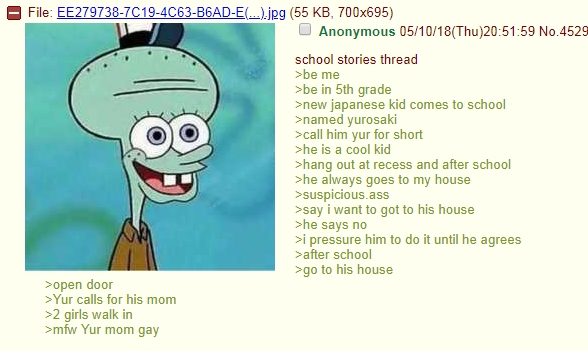 File: EE279738-7C19-4C63-B6AD-E(...).jpg (55 KB, 700x695)
Anonymous 05/10/18(Thu)20:51:59 No.4529
school stories thread
>be me
>be in 5th grade
>new japanese kid comes to school
>named yurosaki
>call him yur for short
>he is a cool kid
>hang out at recess and after school
>he always goes to my house
>suspicious.ass
>say i want to got to his house
>he says no
>i pressure him to do it until he agrees
>after school
>go to his house
>open door
>Yur calls for his mom
>2 girls walk in
>mfw Yur mom gay